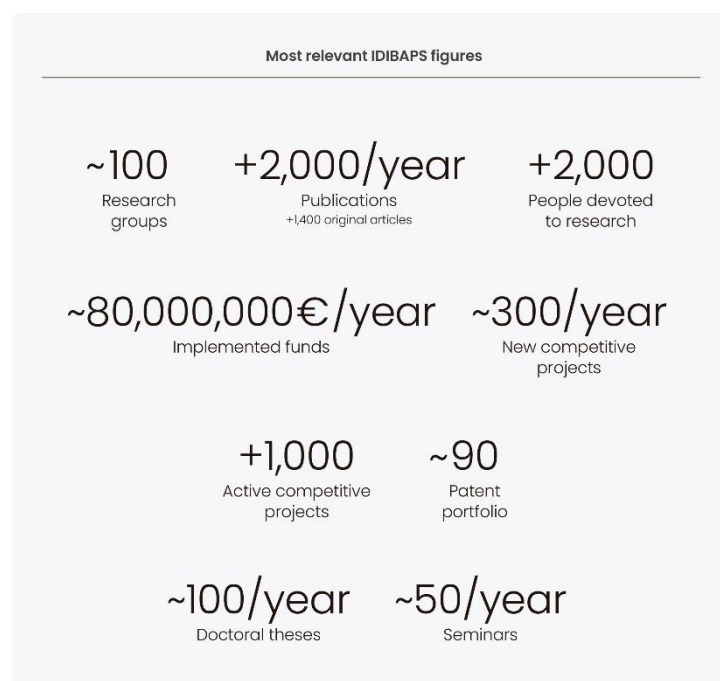 Most relevant IDIBAPS figures
~100
Research
groups
+2,000/year
Publications
+1,400 original articles
+2,000
People devoted
to research
~80,000,000€/year
Implemented funds
~300/year
New competitive
projects
+1,000
Active competitive
projects
~90
Patent
portfolio
~100/year
Doctoral theses
~50/year
Seminars